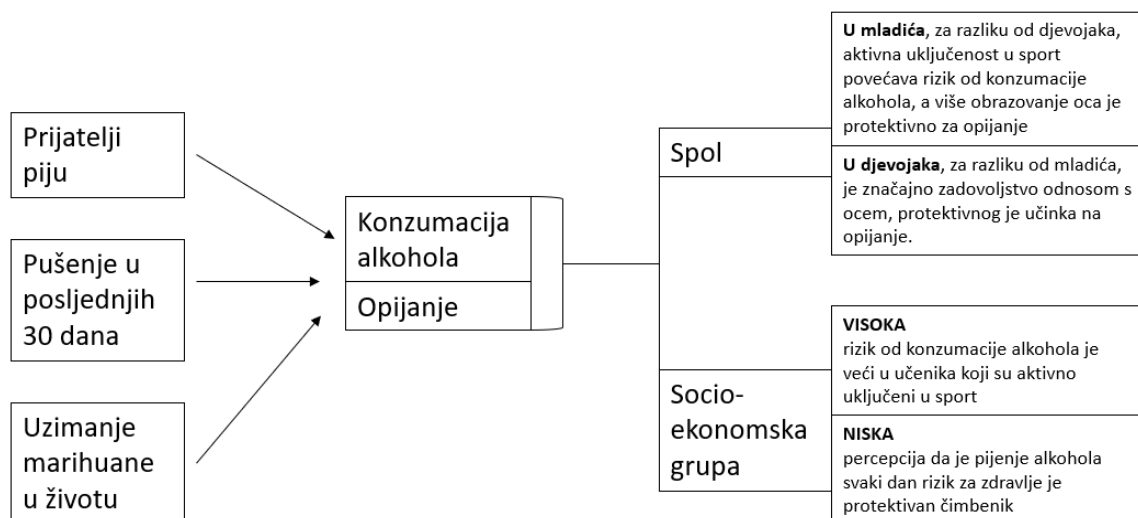 Prijatelji
piju
Pušenje u
posljednjih
30 dana
Uzimanje
marihuane
u životu
Konzumacija
alkohola
Opijanje
Spol
U mladića, za razliku od djevojaka,
aktivna uključenost u sport
povećava rizik od konzumacije
alkohola, a više obrazovanje oca je
protektivno za opijanje
U djevojaka, za razliku od mladića,
je značajno zadovoljstvo odnosom s
ocem, protektivnog je učinka na
opijanje.
Socio-
ekonomska
grupa
VISOKA
rizik od konzumacije alkohola je
veći u učenika koji su aktivno
uključeni u sport
NISKA
percepcija da je pijenje alkohola
svaki dan rizik za zdravlje je
protektivan čimbenik